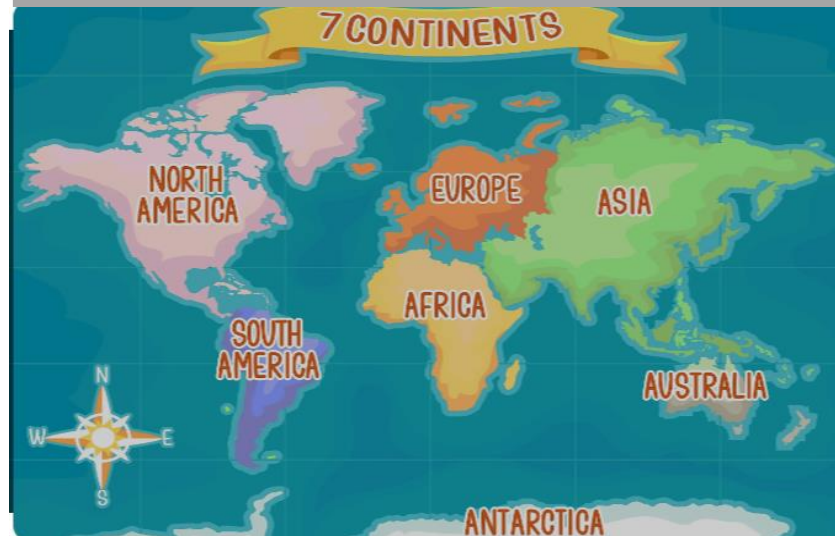 7 CONTINENTS
NORTH
AMERICA
EUROPE
ASIA
AFRICA
SOUTH
AMERICA
AUSTRALIA
N
W
E
S
ANTARCTICA